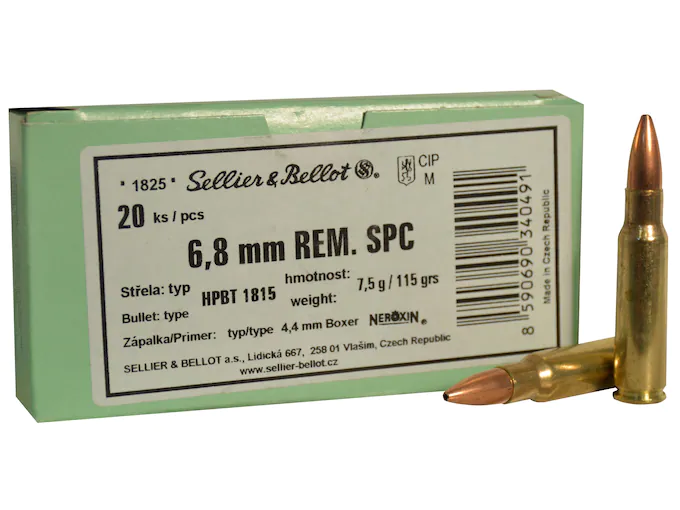 1825 Sellier & Bellot S&B®. CIP
M
20 ks / pcs
6,8 mm REM. SPC
Střela: typ HPBT 1815 hmotnost: 7,5 g / 115 grs
Bullet: type weight:
Zápalka/Primer: typ/type 4,4 mm Boxer NEROXIN®
SELLIER & BELLOT a.s., Lidická 667, 258 01 Vlašim, Czech Republic
www.sellier-bellot.cz
8 590690 340491
Made in Czech Republic